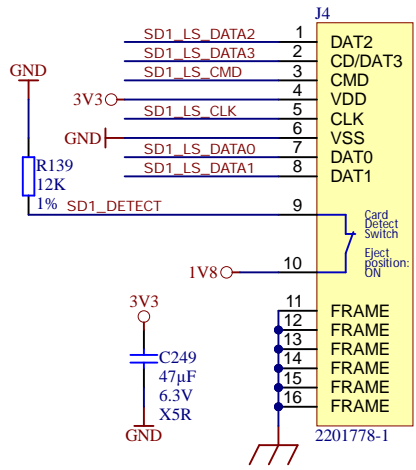 J4
SD1_LS_DATA2 1 DAT2
SD1_LS_DATA3 2 CD/DAT3
SD1_LS_CMD 3 CMD
3V3 4 VDD
SD1_LS_CLK 5 CLK
GND 6 VSS
SD1_LS_DATA0 7 DAT0
SD1_LS_DATA1 8 DAT1
GND
R139
12K
1%
SD1_DETECT 9
Card
Detect
Switch
Eject
position:
ON
1V8 10
11 FRAME
12 FRAME
13 FRAME
14 FRAME
15 FRAME
16 FRAME
2201778-1
3V3
C249
47µF
6.3V
X5R
GND